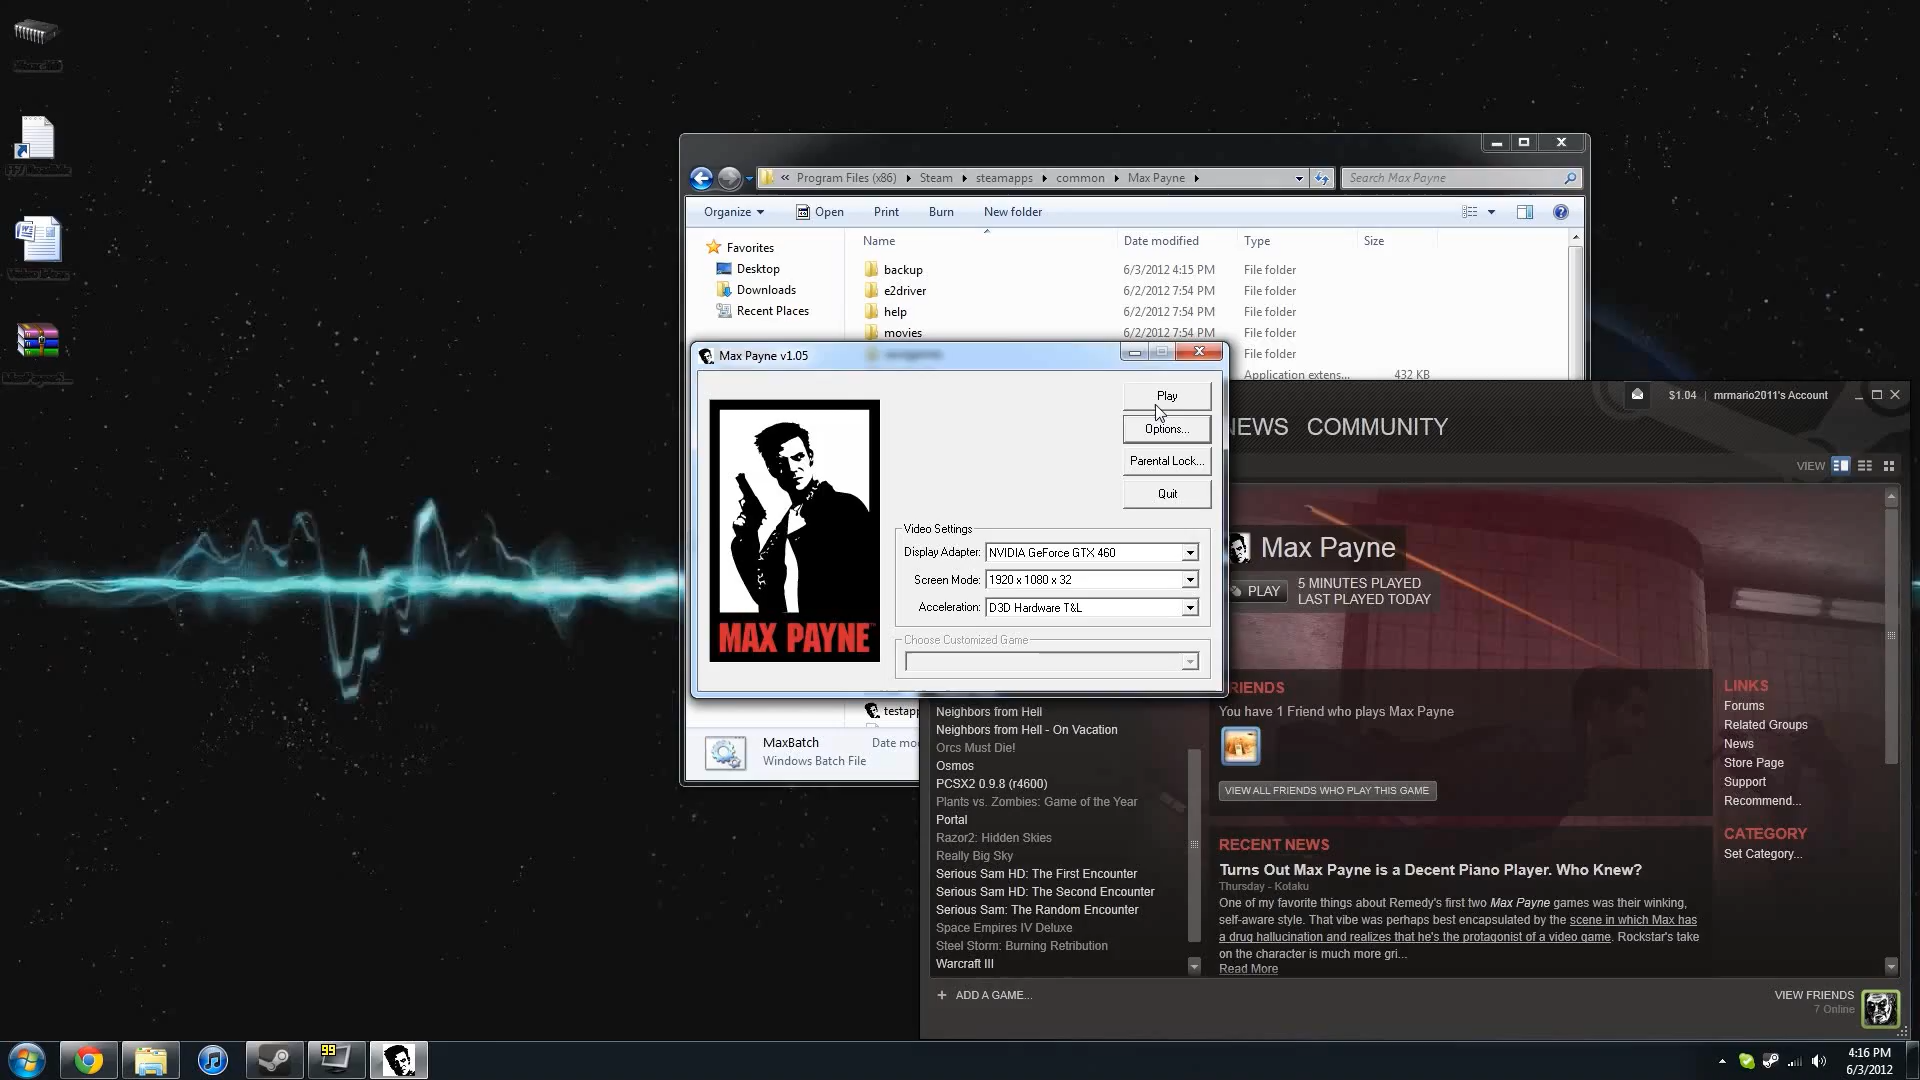 « Program Files (x86) Steam steamapps common Max Payne
Search Max Payne
Organize Open Print Burn New folder
Name Date modified Type Size
Favorites
Desktop
Downloads
Recent Places
backup 6/3/2012 4:15 PM File folder
e2driver 6/2/2012 7:54 PM File folder
help 6/2/2012 7:54 PM File folder
movies 6/2/2012 7:54 PM File folder
File folder
Application extens... 432 KB
Max Payne v1.05
Play
Options...
Parental Lock...
Quit
MAX PAYNE
Video Settings
Display Adapter: NVIDIA GeForce GTX 460
Screen Mode: 1920 x 1080 x 32
Acceleration: D3D Hardware T&L
Choose Customized Game
testapp
MaxBatch Date mo
Windows Batch File
$1.04 | mrmario2011's Account
NEWS COMMUNITY
VIEW
Max Payne
PLAY
5 MINUTES PLAYED
LAST PLAYED TODAY
RIENDS
You have 1 Friend who plays Max Payne
VIEW ALL FRIENDS WHO PLAY THIS GAME
LINKS
Forums
Related Groups
News
Store Page
Support
Recommend...
CATEGORY
Set Category...
Neighbors from Hell
Neighbors from Hell - On Vacation
Orcs Must Die!
Osmos
PCSX2 0.9.8 (r4600)
Plants vs. Zombies: Game of the Year
Portal
Razor2: Hidden Skies
Really Big Sky
Serious Sam HD: The First Encounter
Serious Sam HD: The Second Encounter
Serious Sam: The Random Encounter
Space Empires IV Deluxe
Steel Storm: Burning Retribution
Warcraft III
RECENT NEWS
Turns Out Max Payne is a Decent Piano Player. Who Knew?
Thursday - Kotaku
One of my favorite things about Remedy's first two Max Payne games was their winking,
self-aware style. That vibe was perhaps best encapsulated by the scene in which Max has
a drug hallucination and realizes that he's the protagonist of a video game. Rockstar's take
on the character is much more gri...
Read More
+ ADD A GAME...
VIEW FRIENDS
7 Online
99
4:16 PM
6/3/2012